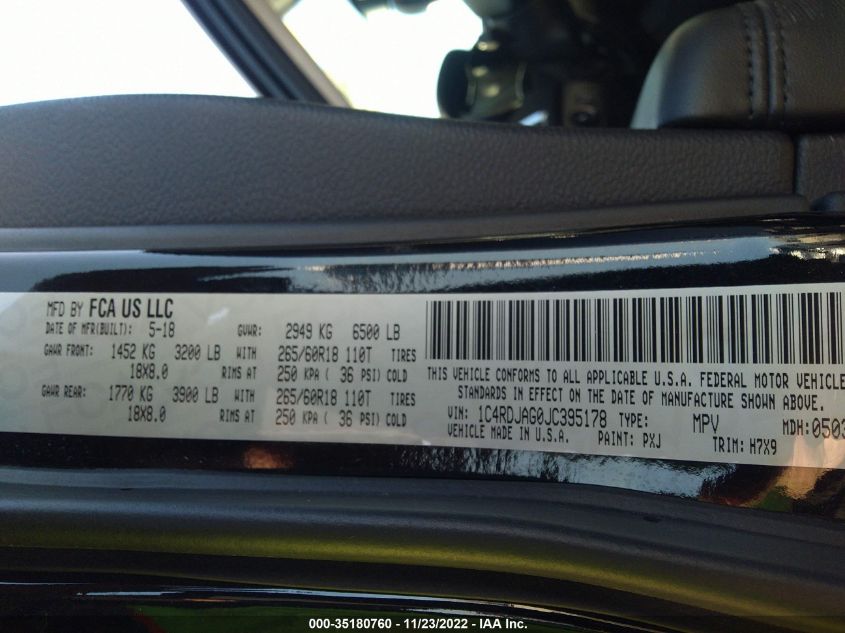 MFD BY FCA US LLC
DATE OF MFR(BUILT): 5-18 GVWR: 2949 KG 6500 LB
GAWR FRONT: 1452 KG 3200 LB WITH 265/60R18 110T TIRES
18X8.0 RIMS AT 250 KPA ( 36 PSI) COLD
GAWR REAR: 1770 KG 3900 LB WITH 265/60R18 110T TIRES
18X8.0 RIMS AT 250 KPA ( 36 PSI) COLD
THIS VEHICLE CONFORMS TO ALL APPLICABLE U.S.A. FEDERAL MOTOR VEHICLE
STANDARDS IN EFFECT ON THE DATE OF MANUFACTURE SHOWN ABOVE.
VIN: 1C4RDJAG0JC395178 TYPE: MPV MDH: 0503
VEHICLE MADE IN U.S.A. PAINT: PXJ TRIM: H7X9
000-35180760 - 11/23/2022 - IAA Inc.